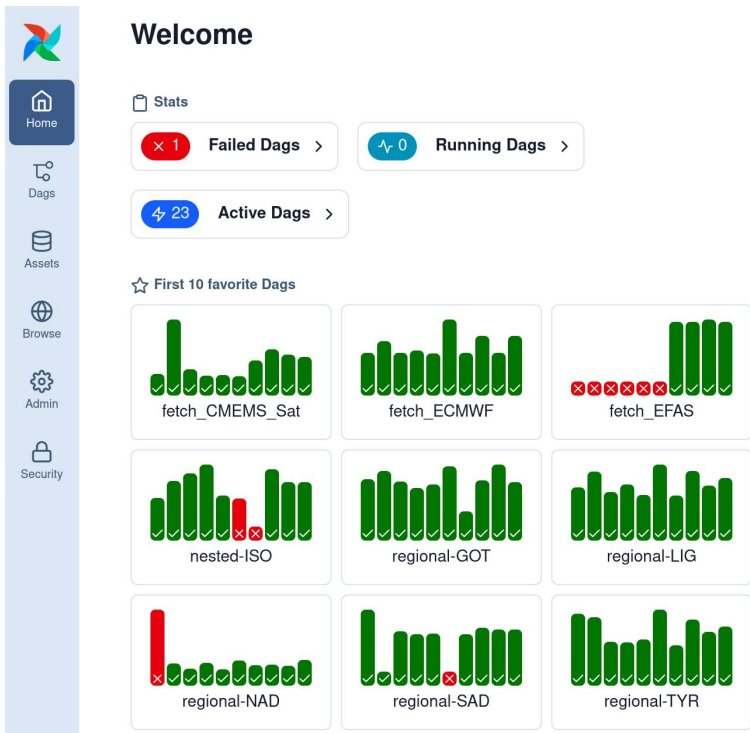 Welcome
Home
Dags
Assets
Browse
Admin
Security
Stats
1 Failed Dags
0 Running Dags
23 Active Dags
First 10 favorite Dags
fetch_CMEMS_Sat
fetch_ECMWF
fetch_EFAS
nested-ISO
regional-GOT
regional-LIG
regional-NAD
regional-SAD
regional-TYR